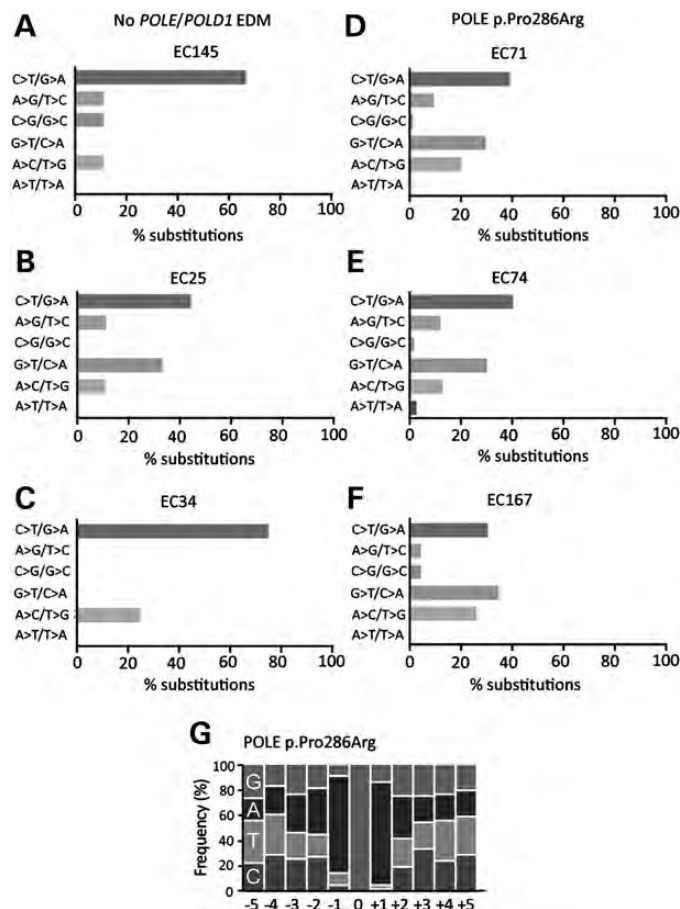 A
No POLE/POLD1 EDM
EC145
C>T/G>A
A>G/T>C
C>G/G>C
G>T/C>A
A>C/T>G
A>T/T>A
0 20 40 60 80 100
% substitutions
B
EC25
C>T/G>A
A>G/T>C
C>G/G>C
G>T/C>A
A>C/T>G
A>T/T>A
0 20 40 60 80 100
% substitutions
C
EC34
C>T/G>A
A>G/T>C
C>G/G>C
G>T/C>A
A>C/T>G
A>T/T>A
0 20 40 60 80 100
% substitutions
D
POLE p.Pro286Arg
EC71
C>T/G>A
A>G/T>C
C>G/G>C
G>T/C>A
A>C/T>G
A>T/T>A
0 20 40 60 80 100
% substitutions
E
EC74
C>T/G>A
A>G/T>C
C>G/G>C
G>T/C>A
A>C/T>G
A>T/T>A
0 20 40 60 80 100
% substitutions
F
EC167
C>T/G>A
A>G/T>C
C>G/G>C
G>T/C>A
A>C/T>G
A>T/T>A
0 20 40 60 80 100
% substitutions
G
POLE p.Pro286Arg
Frequency (%)
100
80
60
40
20
0
G
A
T
C
-5 -4 -3 -2 -1 0 +1 +2 +3 +4 +5